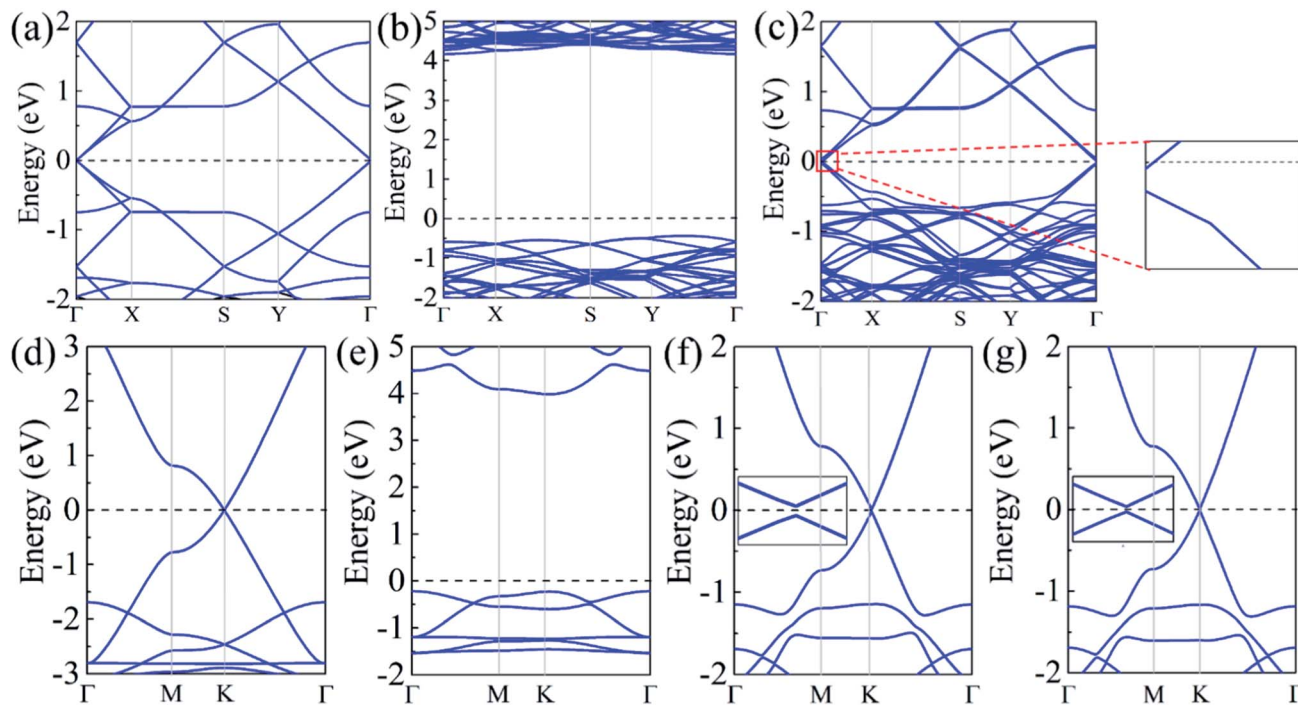 (a)
Energy (eV)
2
1
0
-1
-2
Γ X S Y Γ
(b)
Energy (eV)
5
4
3
2
1
0
-1
-2
Γ X S Y Γ
(c)
Energy (eV)
2
1
0
-1
-2
Γ X S Y Γ
(d)
Energy (eV)
3
2
1
0
-1
-2
-3
Γ M K Γ
(e)
Energy (eV)
5
4
3
2
1
0
-1
-2
Γ M K Γ
(f)
Energy (eV)
2
1
0
-1
-2
Γ M K Γ
(g)
Energy (eV)
2
1
0
-1
-2
Γ M K Γ